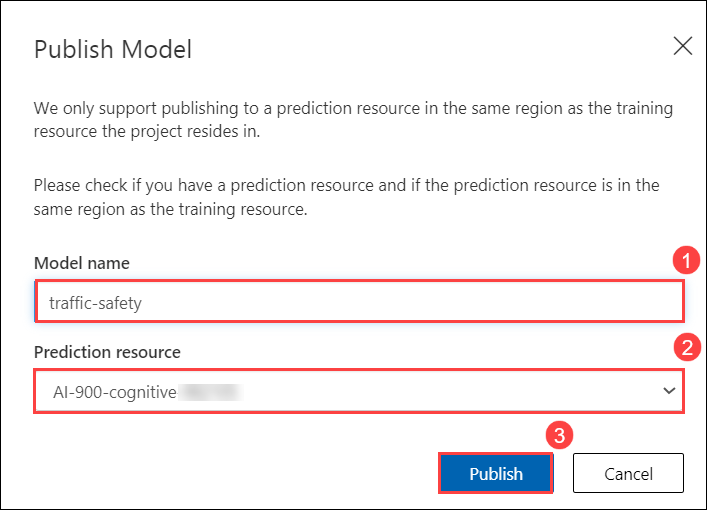 Publish Model
We only support publishing to a prediction resource in the same region as the training
resource the project resides in.
Please check if you have a prediction resource and if the prediction resource is in the
same region as the training resource.
Model name
1
traffic-safety
Prediction resource
2
AI-900-cognitive
3
Publish
Cancel